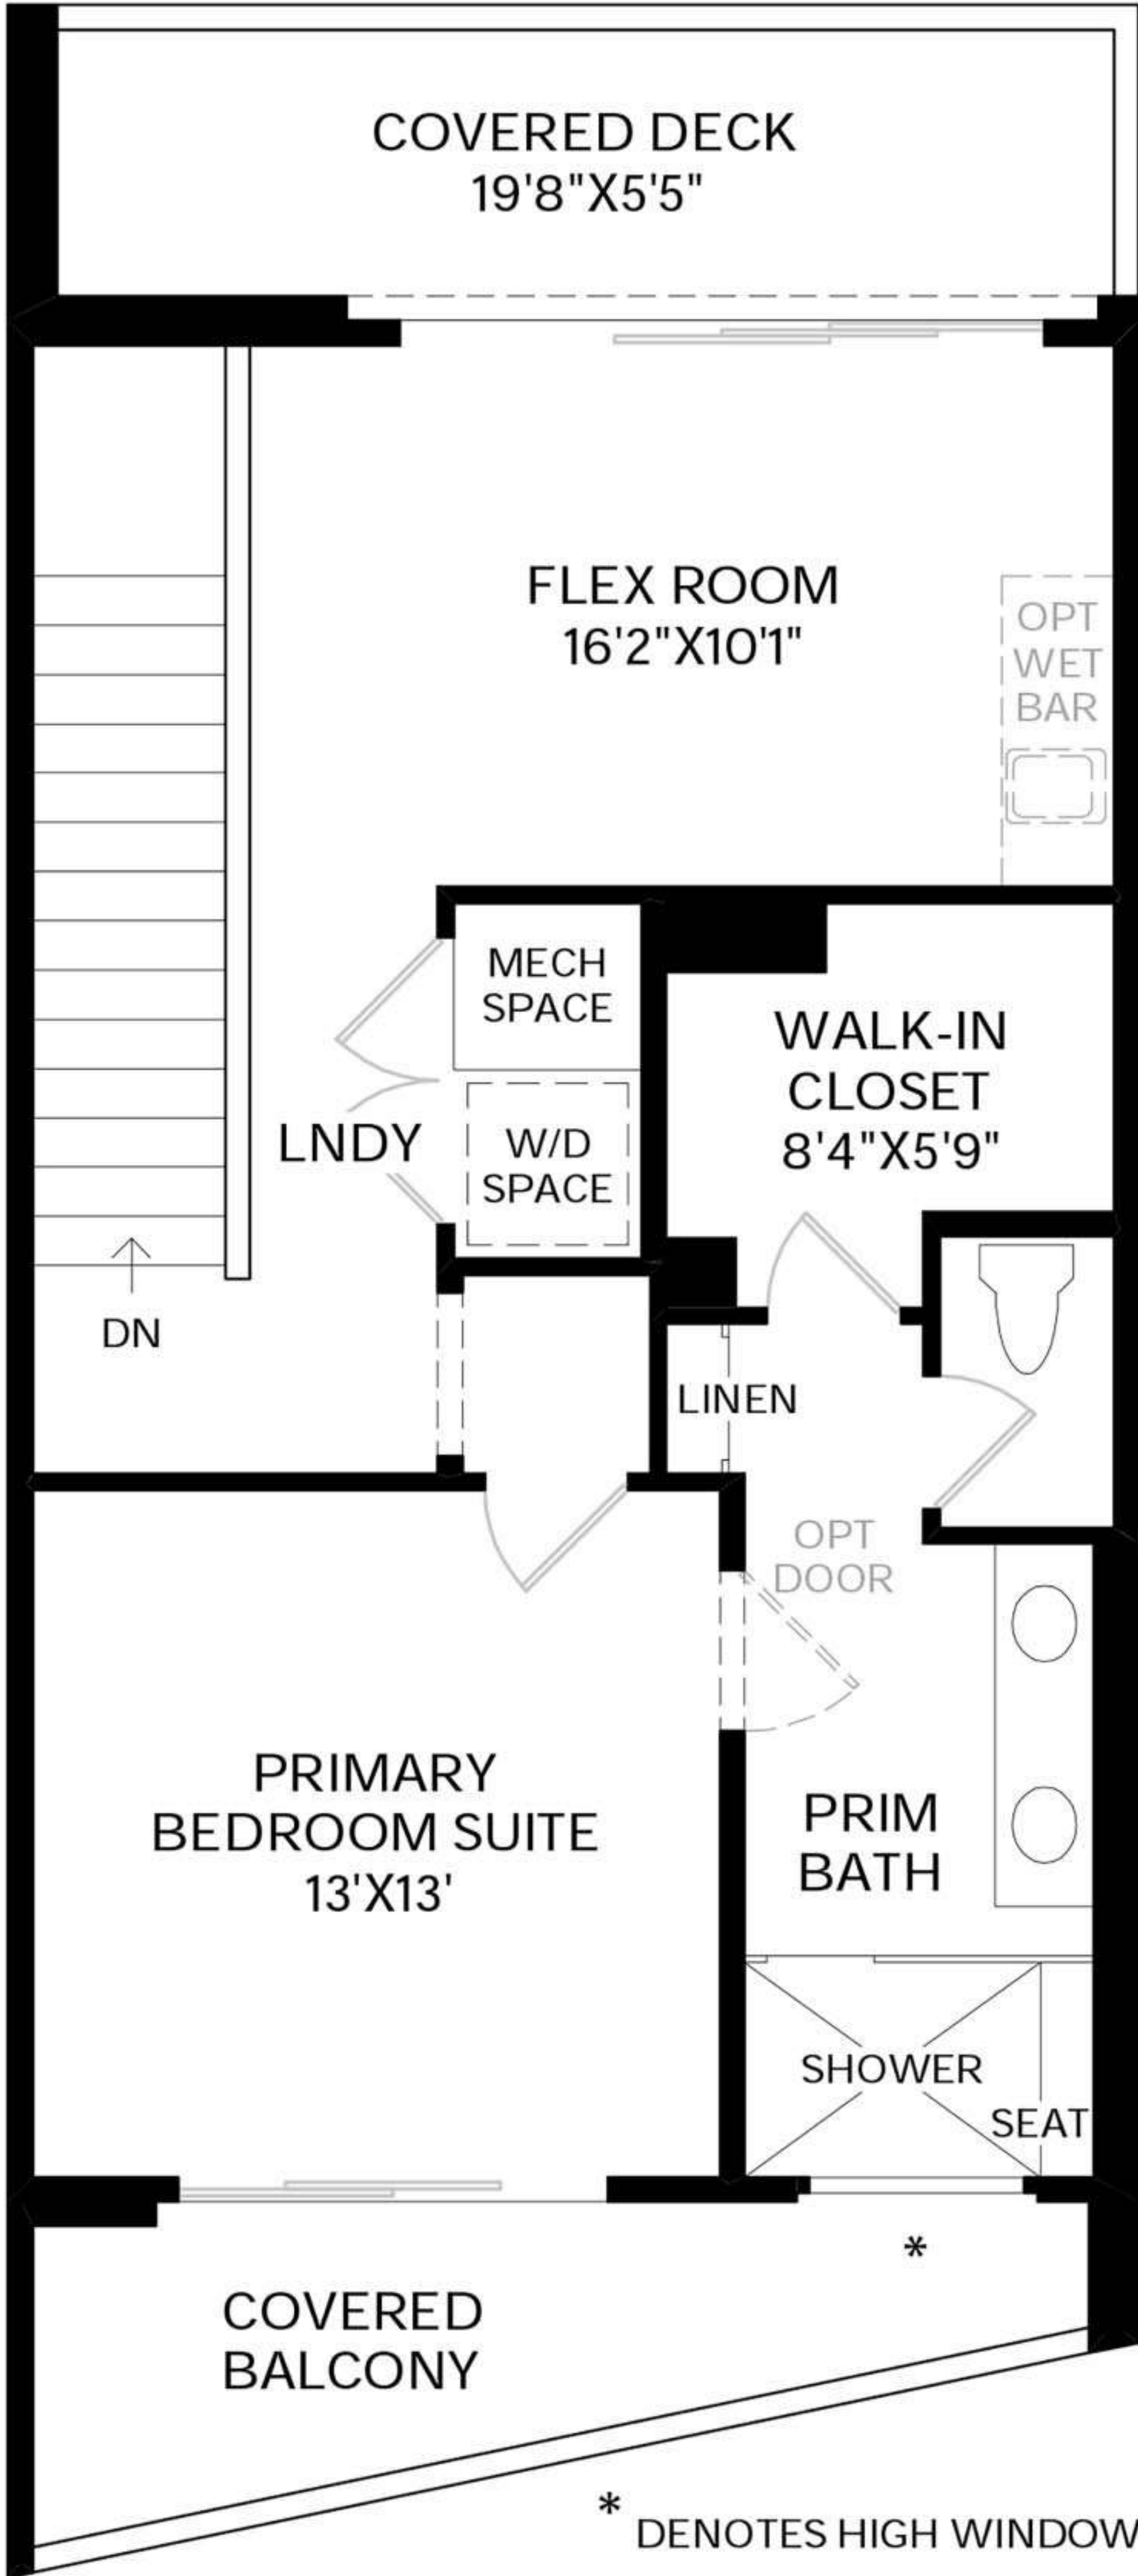 COVERED DECK
19'8"X5'5"
FLEX ROOM
16'2"X10'1"
OPT
WET
BAR
MECH
SPACE
WALK-IN
CLOSET
8'4"X5'9"
LNDY
W/D
SPACE
DN
LINEN
OPT
DOOR
PRIMARY
BEDROOM SUITE
13'X13'
PRIM
BATH
SHOWER
SEAT
*
COVERED
BALCONY
* DENOTES HIGH WINDOW